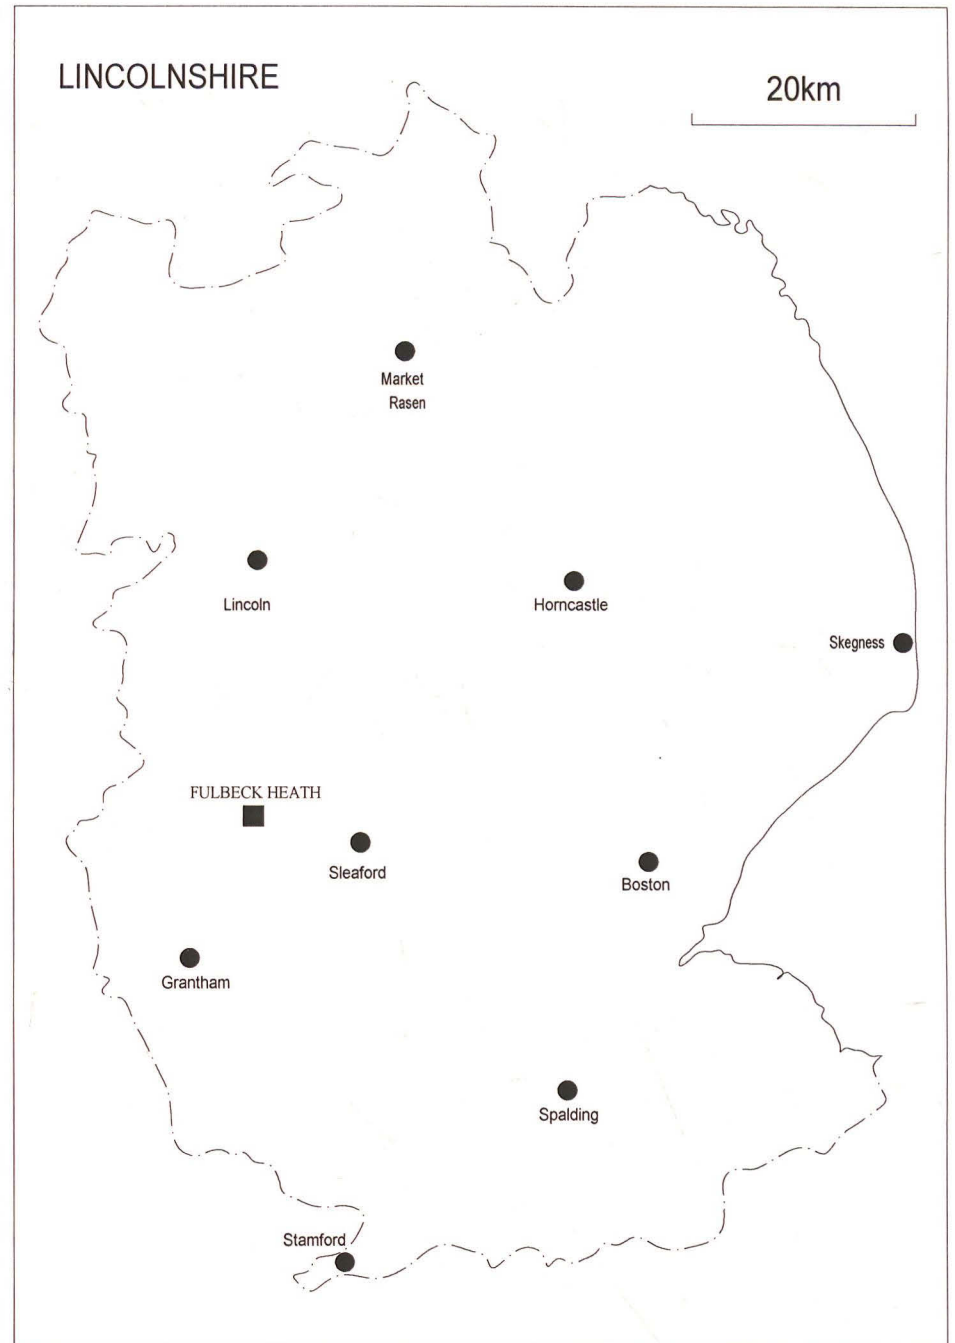 LINCOLNSHIRE
20km
Market
Rasen
Lincoln
Horncastle
Skegness
FULBECK HEATH
Sleaford
Boston
Grantham
Spalding
Stamford